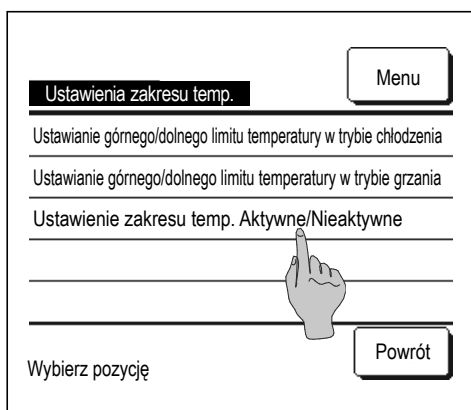 Menu
Ustawienia zakresu temp.
Ustawianie górnego/dolnego limitu temperatury w trybie chłodzenia
Ustawianie górnego/dolnego limitu temperatury w trybie grzania
Ustawienie zakresu temp. Aktywne/Nieaktywne
Powrót
Wybierz pozycję